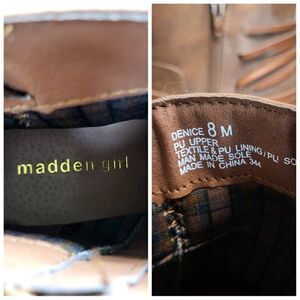 madden girl
DENICE 8 M
PU UPPER
TEXTILE & PU LINING/PU SO
MAN MADE SOLE
MADE IN CHINA 344